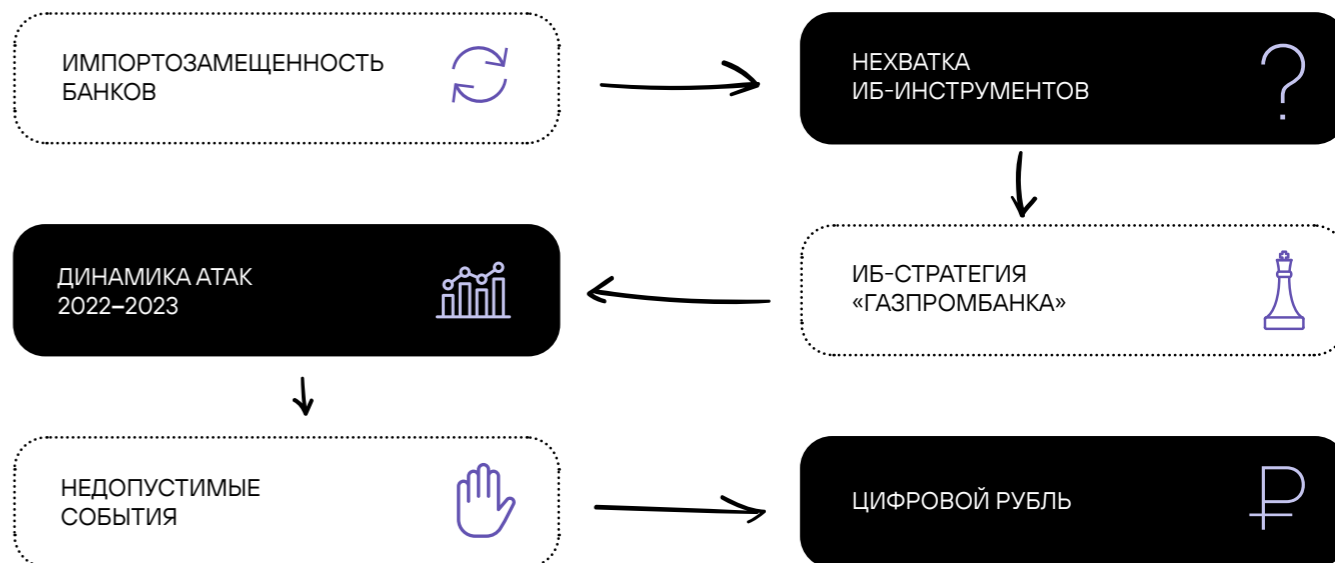 ИМПОРТОЗАМЕЩЕННОСТЬ
БАНКОВ
НЕХВАТКА
ИБ-ИНСТРУМЕНТОВ
ИБ-СТРАТЕГИЯ
«ГАЗПРОМБАНКА»
ДИНАМИКА АТАК
2022–2023
НЕДОПУСТИМЫЕ
СОБЫТИЯ
ЦИФРОВОЙ РУБЛЬ